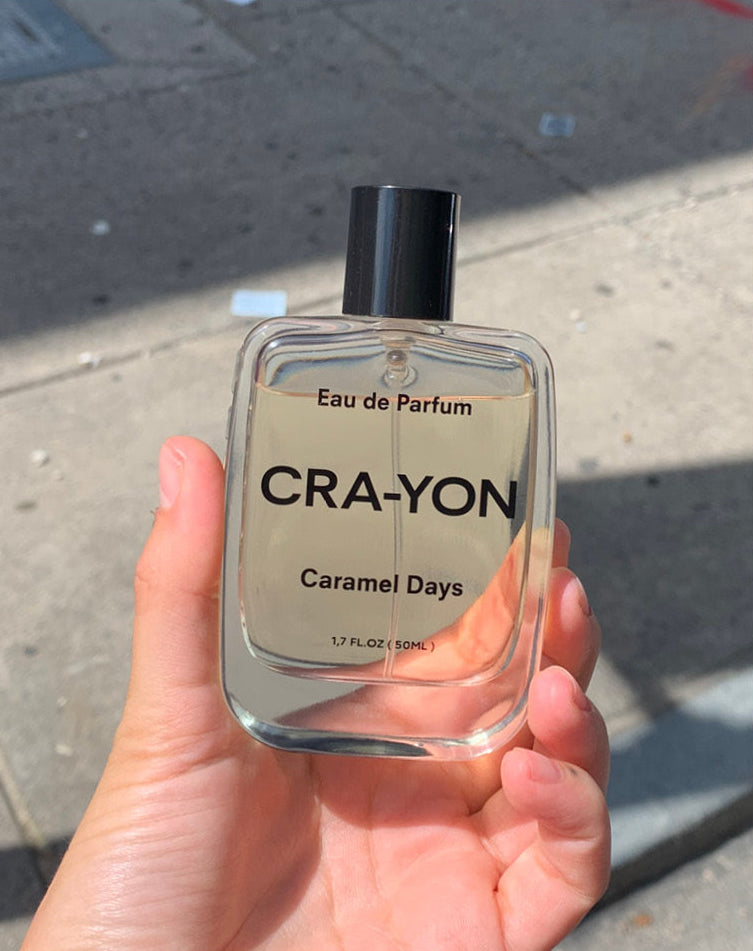 Eau de Parfum
CRA-YON
Caramel Days
1,7 FL.OZ ( 50ML )